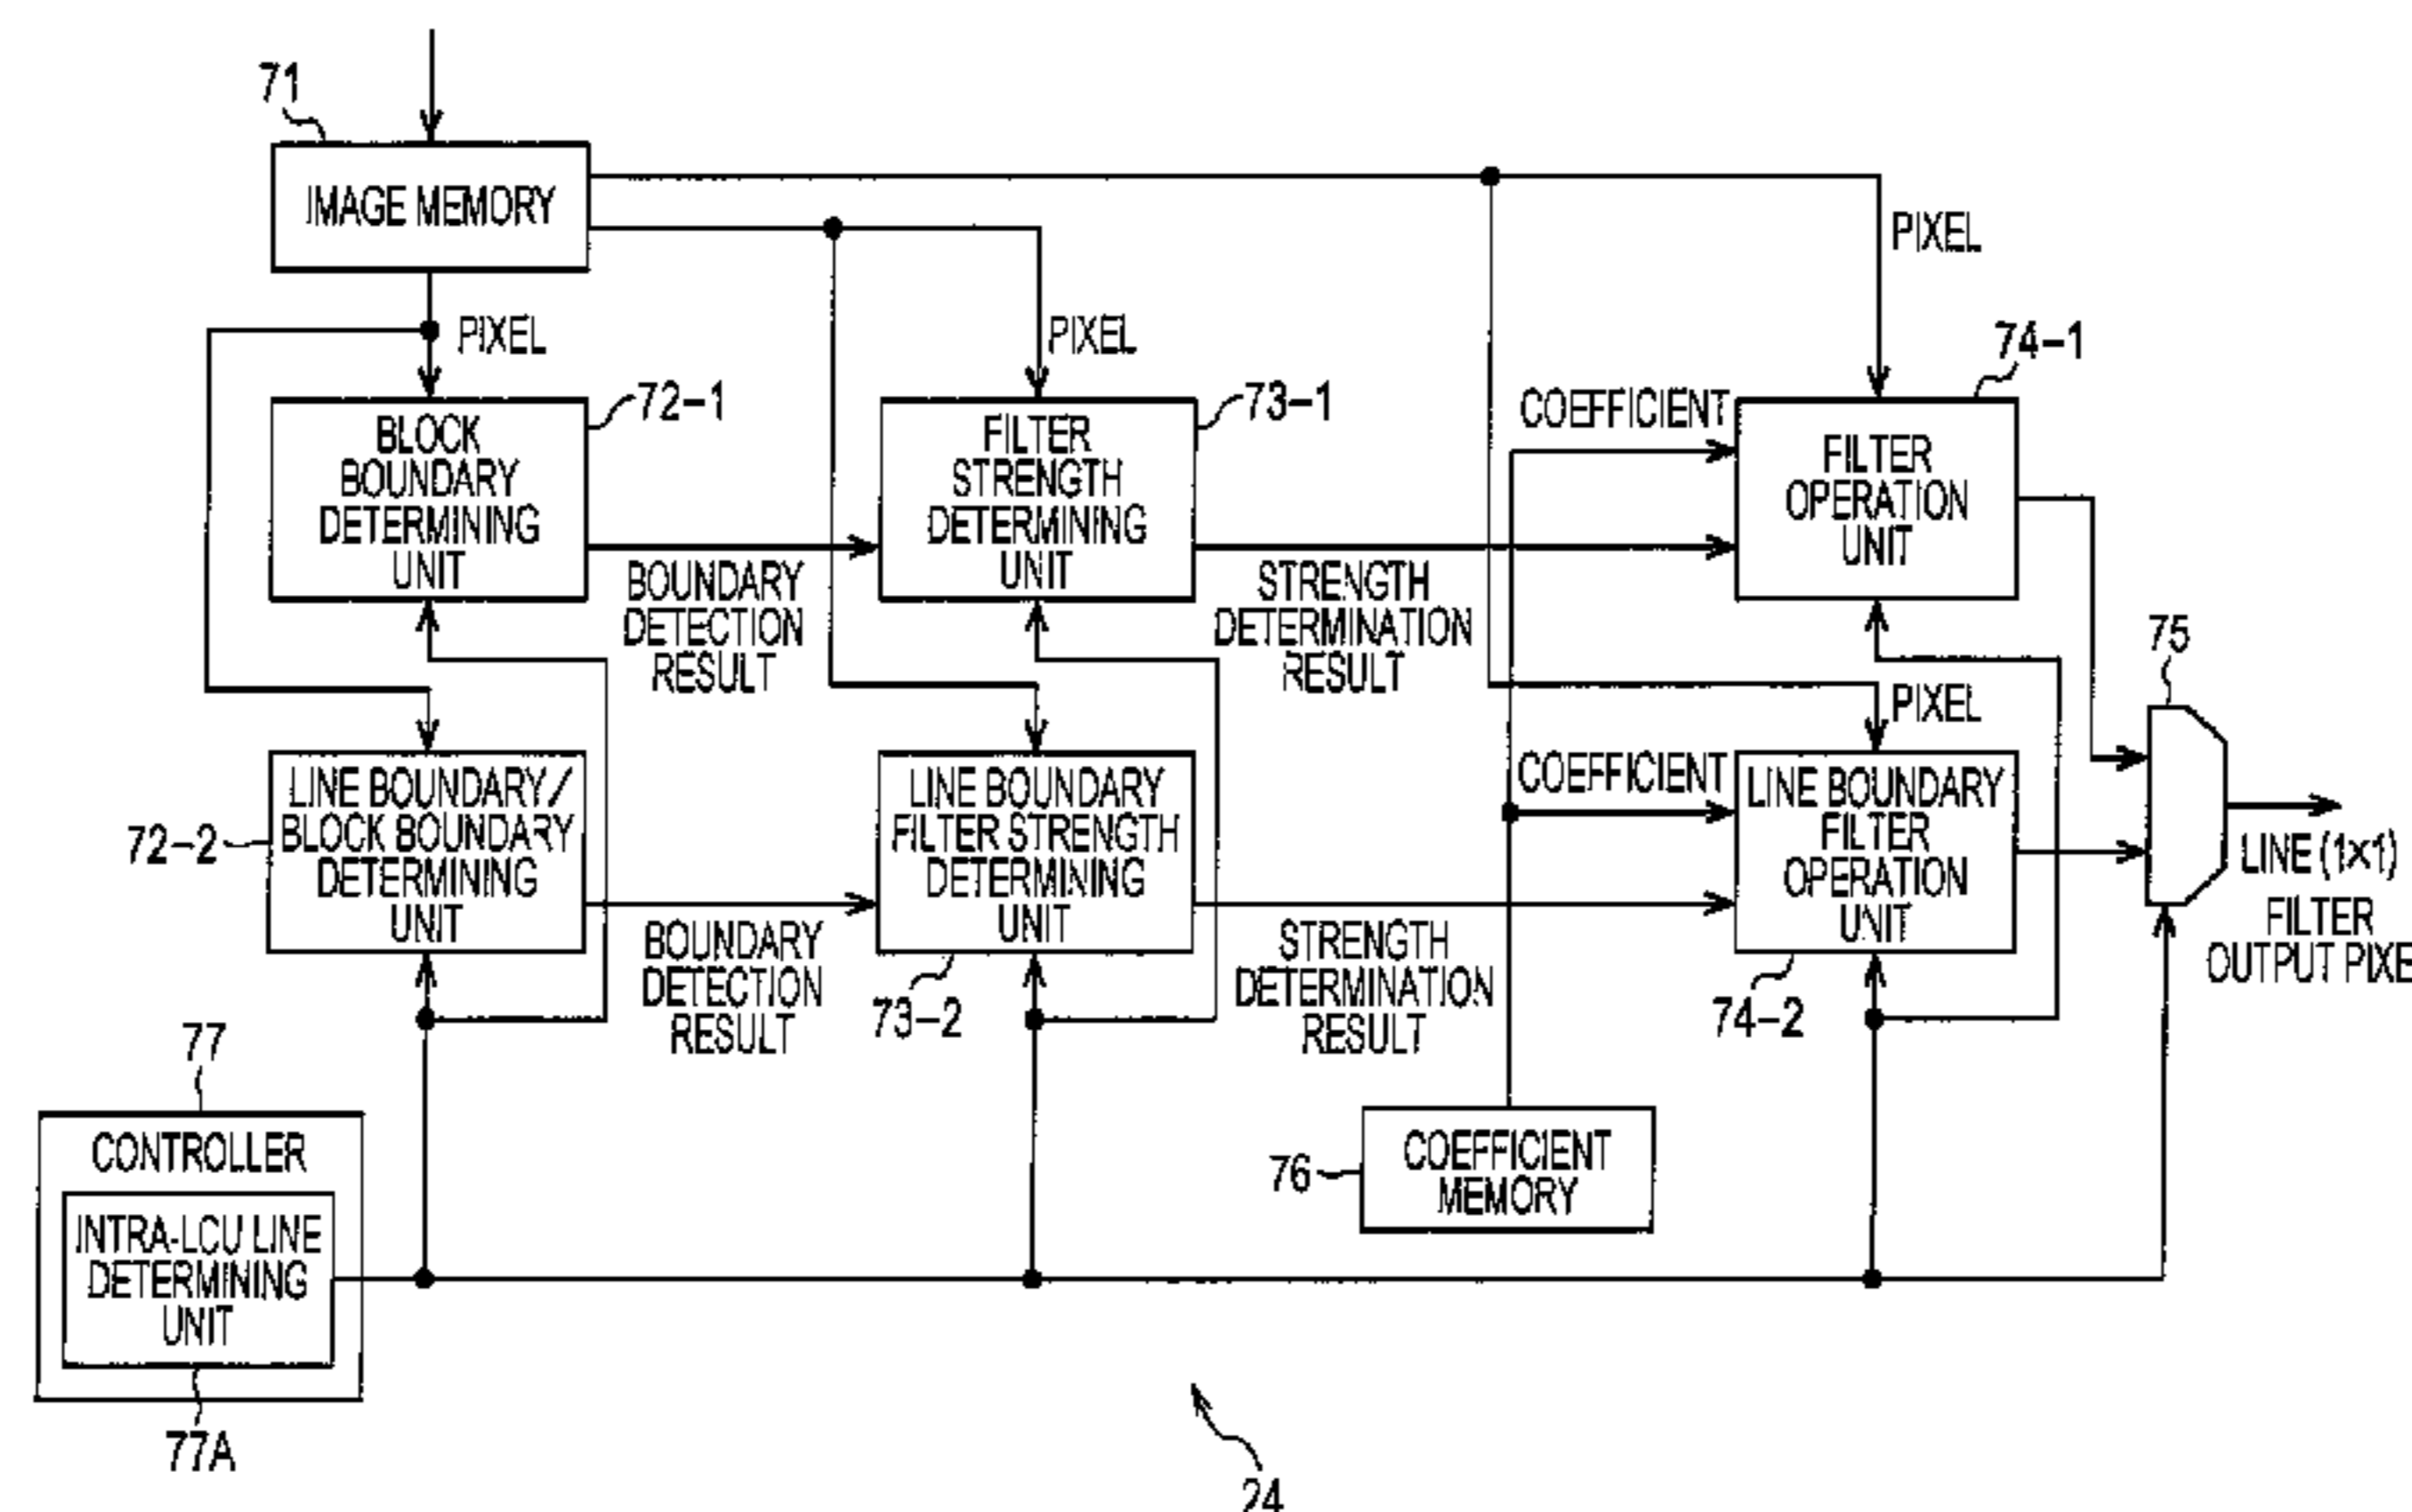 71
IMAGE MEMORY
PIXEL
PIXEL
PIXEL
72-1
BLOCK
BOUNDARY
DETERMINING
UNIT
BOUNDARY
DETECTION
RESULT
73-1
FILTER
STRENGTH
DETERMINING
UNIT
STRENGTH
DETERMINATION
RESULT
COEFFICIENT
74-1
FILTER
OPERATION
UNIT
75
72-2
LINE BOUNDARY/
BLOCK BOUNDARY
DETERMINING
UNIT
BOUNDARY
DETECTION
RESULT
LINE BOUNDARY
FILTER STRENGTH
DETERMINING
UNIT
73-2
STRENGTH
DETERMINATION
RESULT
COEFFICIENT
PIXEL
LINE BOUNDARY
FILTER
OPERATION
UNIT
74-2
LINE (1×1)
FILTER
OUTPUT PIXE
77
CONTROLLER
INTRA-LCU LINE
DETERMINING
UNIT
77A
76
COEFFICIENT
MEMORY
24